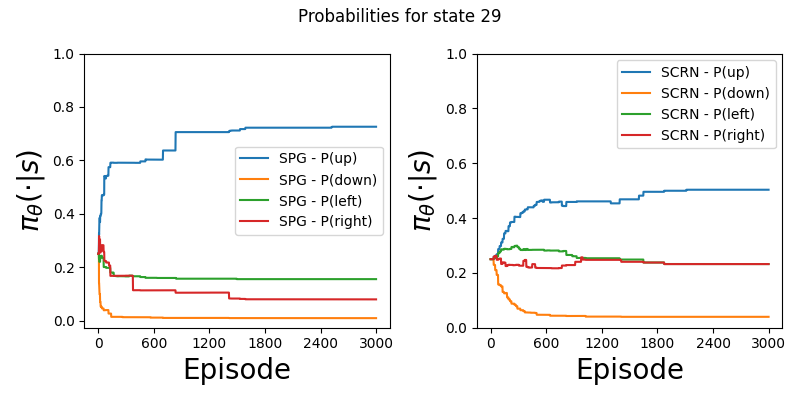 Probabilities for state 29
1.0
0.8
0.6
0.4
0.2
0.0
π_θ(·|s)
SPG - P(up)
SPG - P(down)
SPG - P(left)
SPG - P(right)
0 600 1200 1800 2400 3000
Episode
1.0
0.8
0.6
0.4
0.2
0.0
π_θ(·|s)
SCRN - P(up)
SCRN - P(down)
SCRN - P(left)
SCRN - P(right)
0 600 1200 1800 2400 3000
Episode